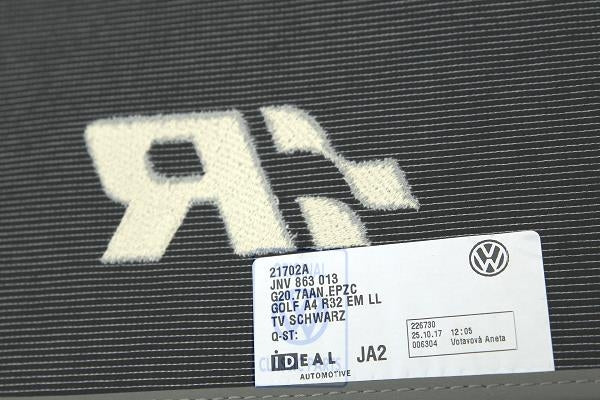 R
21702A
JNV 863 013
G20.7AAN.EPZC
GOLF A4 R32 EM LL
TV SCHWARZ
Q-ST:
226730
25.10.17 12:05
006304 Votavová Aneta
iDEAL JA2
AUTOMOTIVE